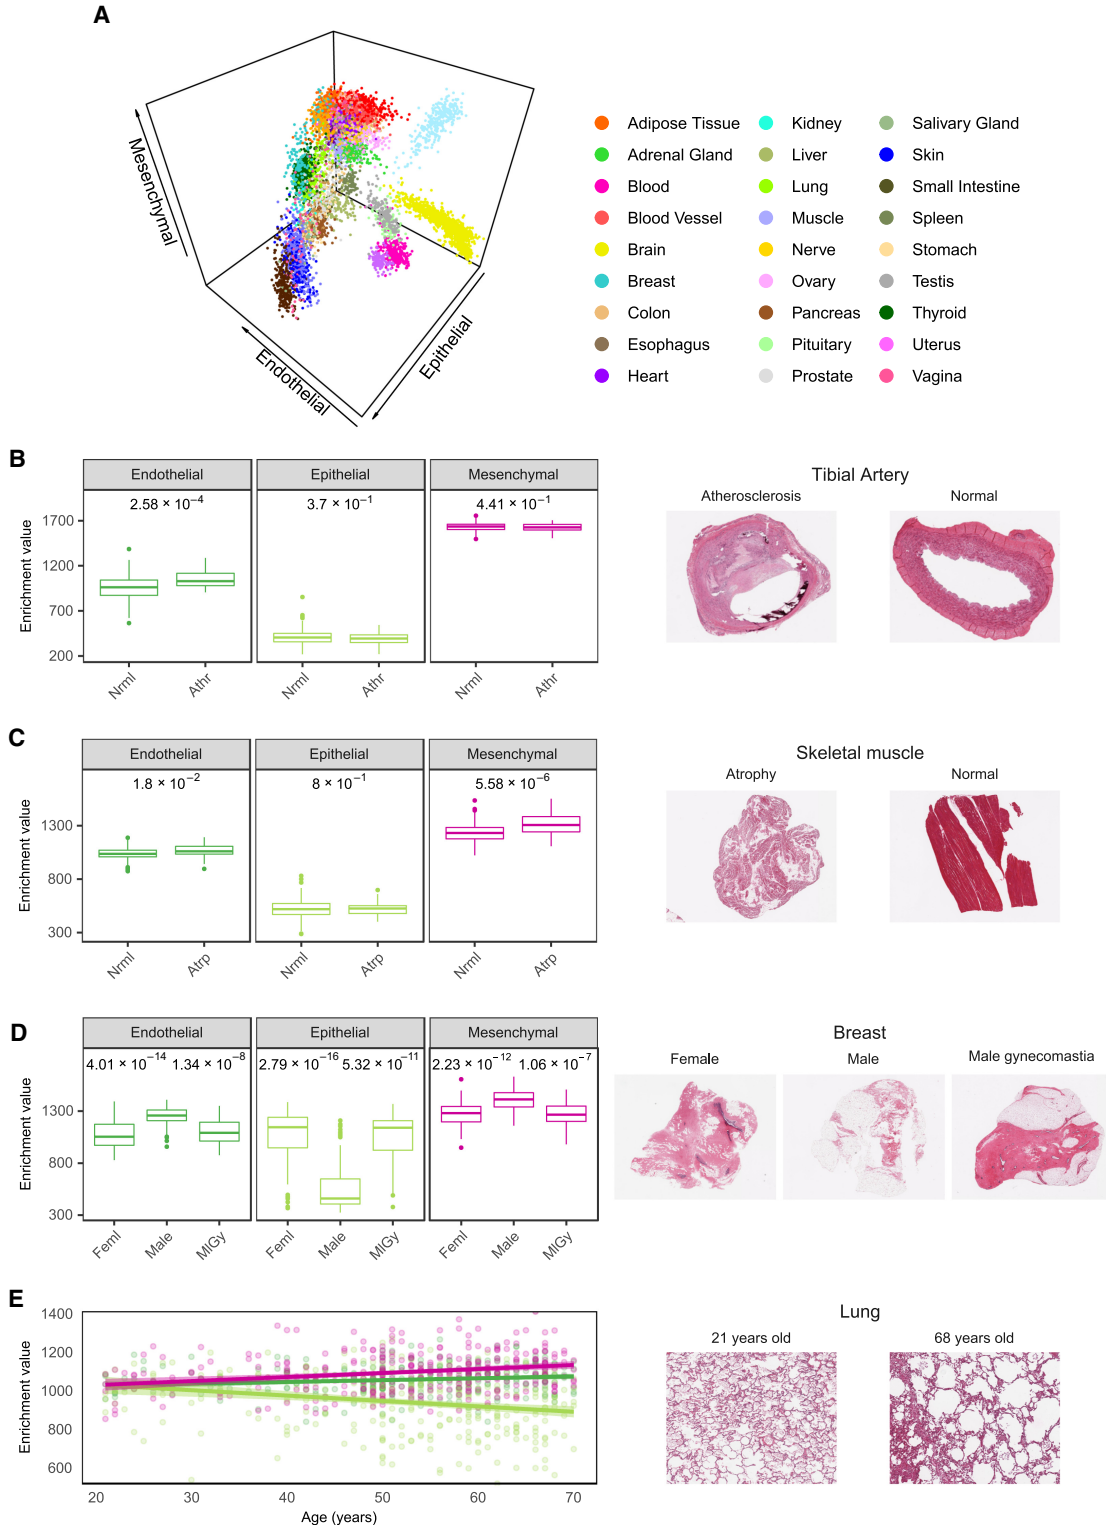 A
Mesenchymal
Endothelial
Epithelial
Adipose Tissue Kidney Salivary Gland
Adrenal Gland Liver Skin
Blood Lung Small Intestine
Blood Vessel Muscle Spleen
Brain Nerve Stomach
Breast Ovary Testis
Colon Pancreas Thyroid
Esophagus Pituitary Uterus
Heart Prostate Vagina
B
Endothelial Epithelial Mesenchymal
2.58 × 10⁻⁴ 3.7 × 10⁻¹ 4.41 × 10⁻¹
Enrichment value
1700
1200
700
200
Nrml Athr Nrml Athr Nrml Athr
Tibial Artery
Atherosclerosis Normal
C
Endothelial Epithelial Mesenchymal
1.8 × 10⁻² 8 × 10⁻¹ 5.58 × 10⁻⁶
Enrichment value
1300
800
300
Nrml Atrp Nrml Atrp Nrml Atrp
Skeletal muscle
Atrophy Normal
D
Endothelial Epithelial Mesenchymal
4.01 × 10⁻¹⁴ 1.34 × 10⁻⁸ 2.79 × 10⁻¹⁶ 5.32 × 10⁻¹¹ 2.23 × 10⁻¹² 1.06 × 10⁻⁷
Enrichment value
1300
800
300
Feml Male MlGy Feml Male MlGy Feml Male MlGy
Breast
Female Male Male gynecomastia
E
Enrichment value
1400
1200
1000
800
600
20 30 40 50 60 70
Age (years)
Lung
21 years old 68 years old